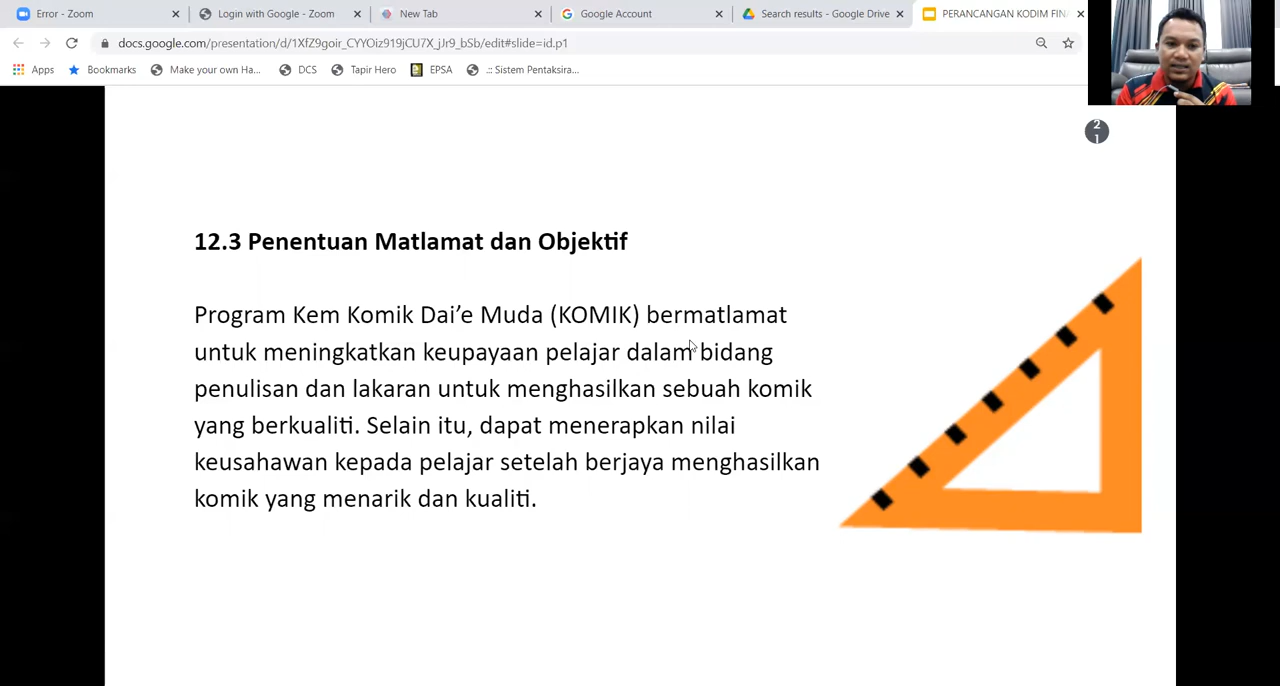 Error - Zoom
Login with Google - Zoom
New Tab
Google Account
Search results - Google Drive
PERANCANGAN KODIM FIN
docs.google.com/presentation/d/1XfZ9goir_CYYOiz919jCU7X_jJr9_bSb/edit#slide=id.p1
Apps
Bookmarks
Make your own Ha...
DCS
Tapir Hero
EPSA
.:: Sistem Pentaksira...
2
1
12.3 Penentuan Matlamat dan Objektif
Program Kem Komik Dai’e Muda (KOMIK) bermatlamat
untuk meningkatkan keupayaan pelajar dalam bidang
penulisan dan lakaran untuk menghasilkan sebuah komik
yang berkualiti. Selain itu, dapat menerapkan nilai
keusahawan kepada pelajar setelah berjaya menghasilkan
komik yang menarik dan kualiti.